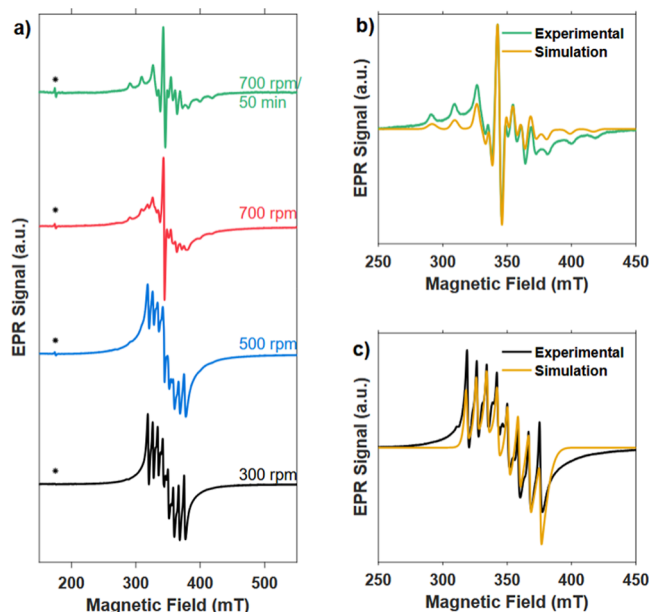 a)
*
700 rpm/
50 min
*
700 rpm
*
500 rpm
*
300 rpm
EPR Signal (a.u.)
200
300
400
500
Magnetic Field (mT)
b)
Experimental
Simulation
EPR Signal (a.u.)
250
300
350
400
450
Magnetic Field (mT)
c)
Experimental
Simulation
EPR Signal (a.u.)
250
300
350
400
450
Magnetic Field (mT)